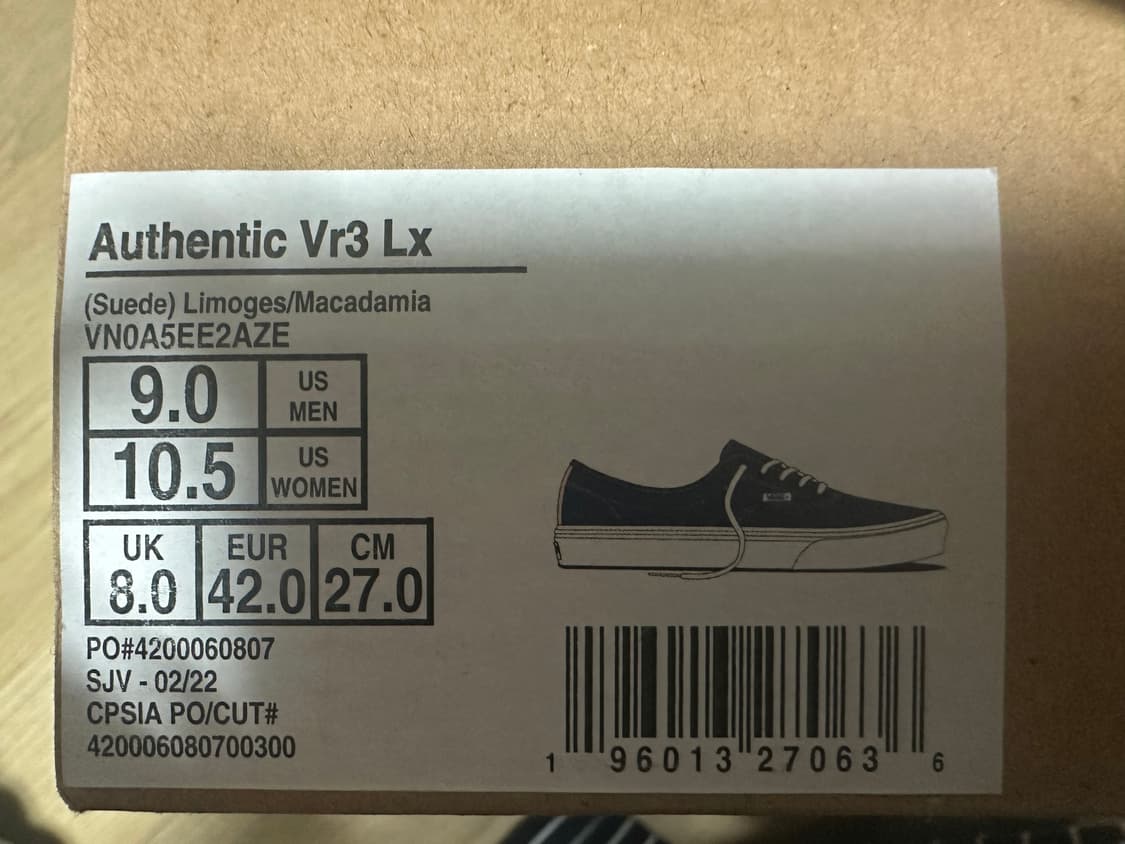 Authentic Vr3 Lx
(Suede) Limoges/Macadamia
VN0A5EE2AZE
9.0 US MEN
10.5 US WOMEN
UK EUR CM
8.0 42.0 27.0
PO#4200060807
SJV - 02/22
CPSIA PO/CUT#
420006080700300
1 96013 27063 6